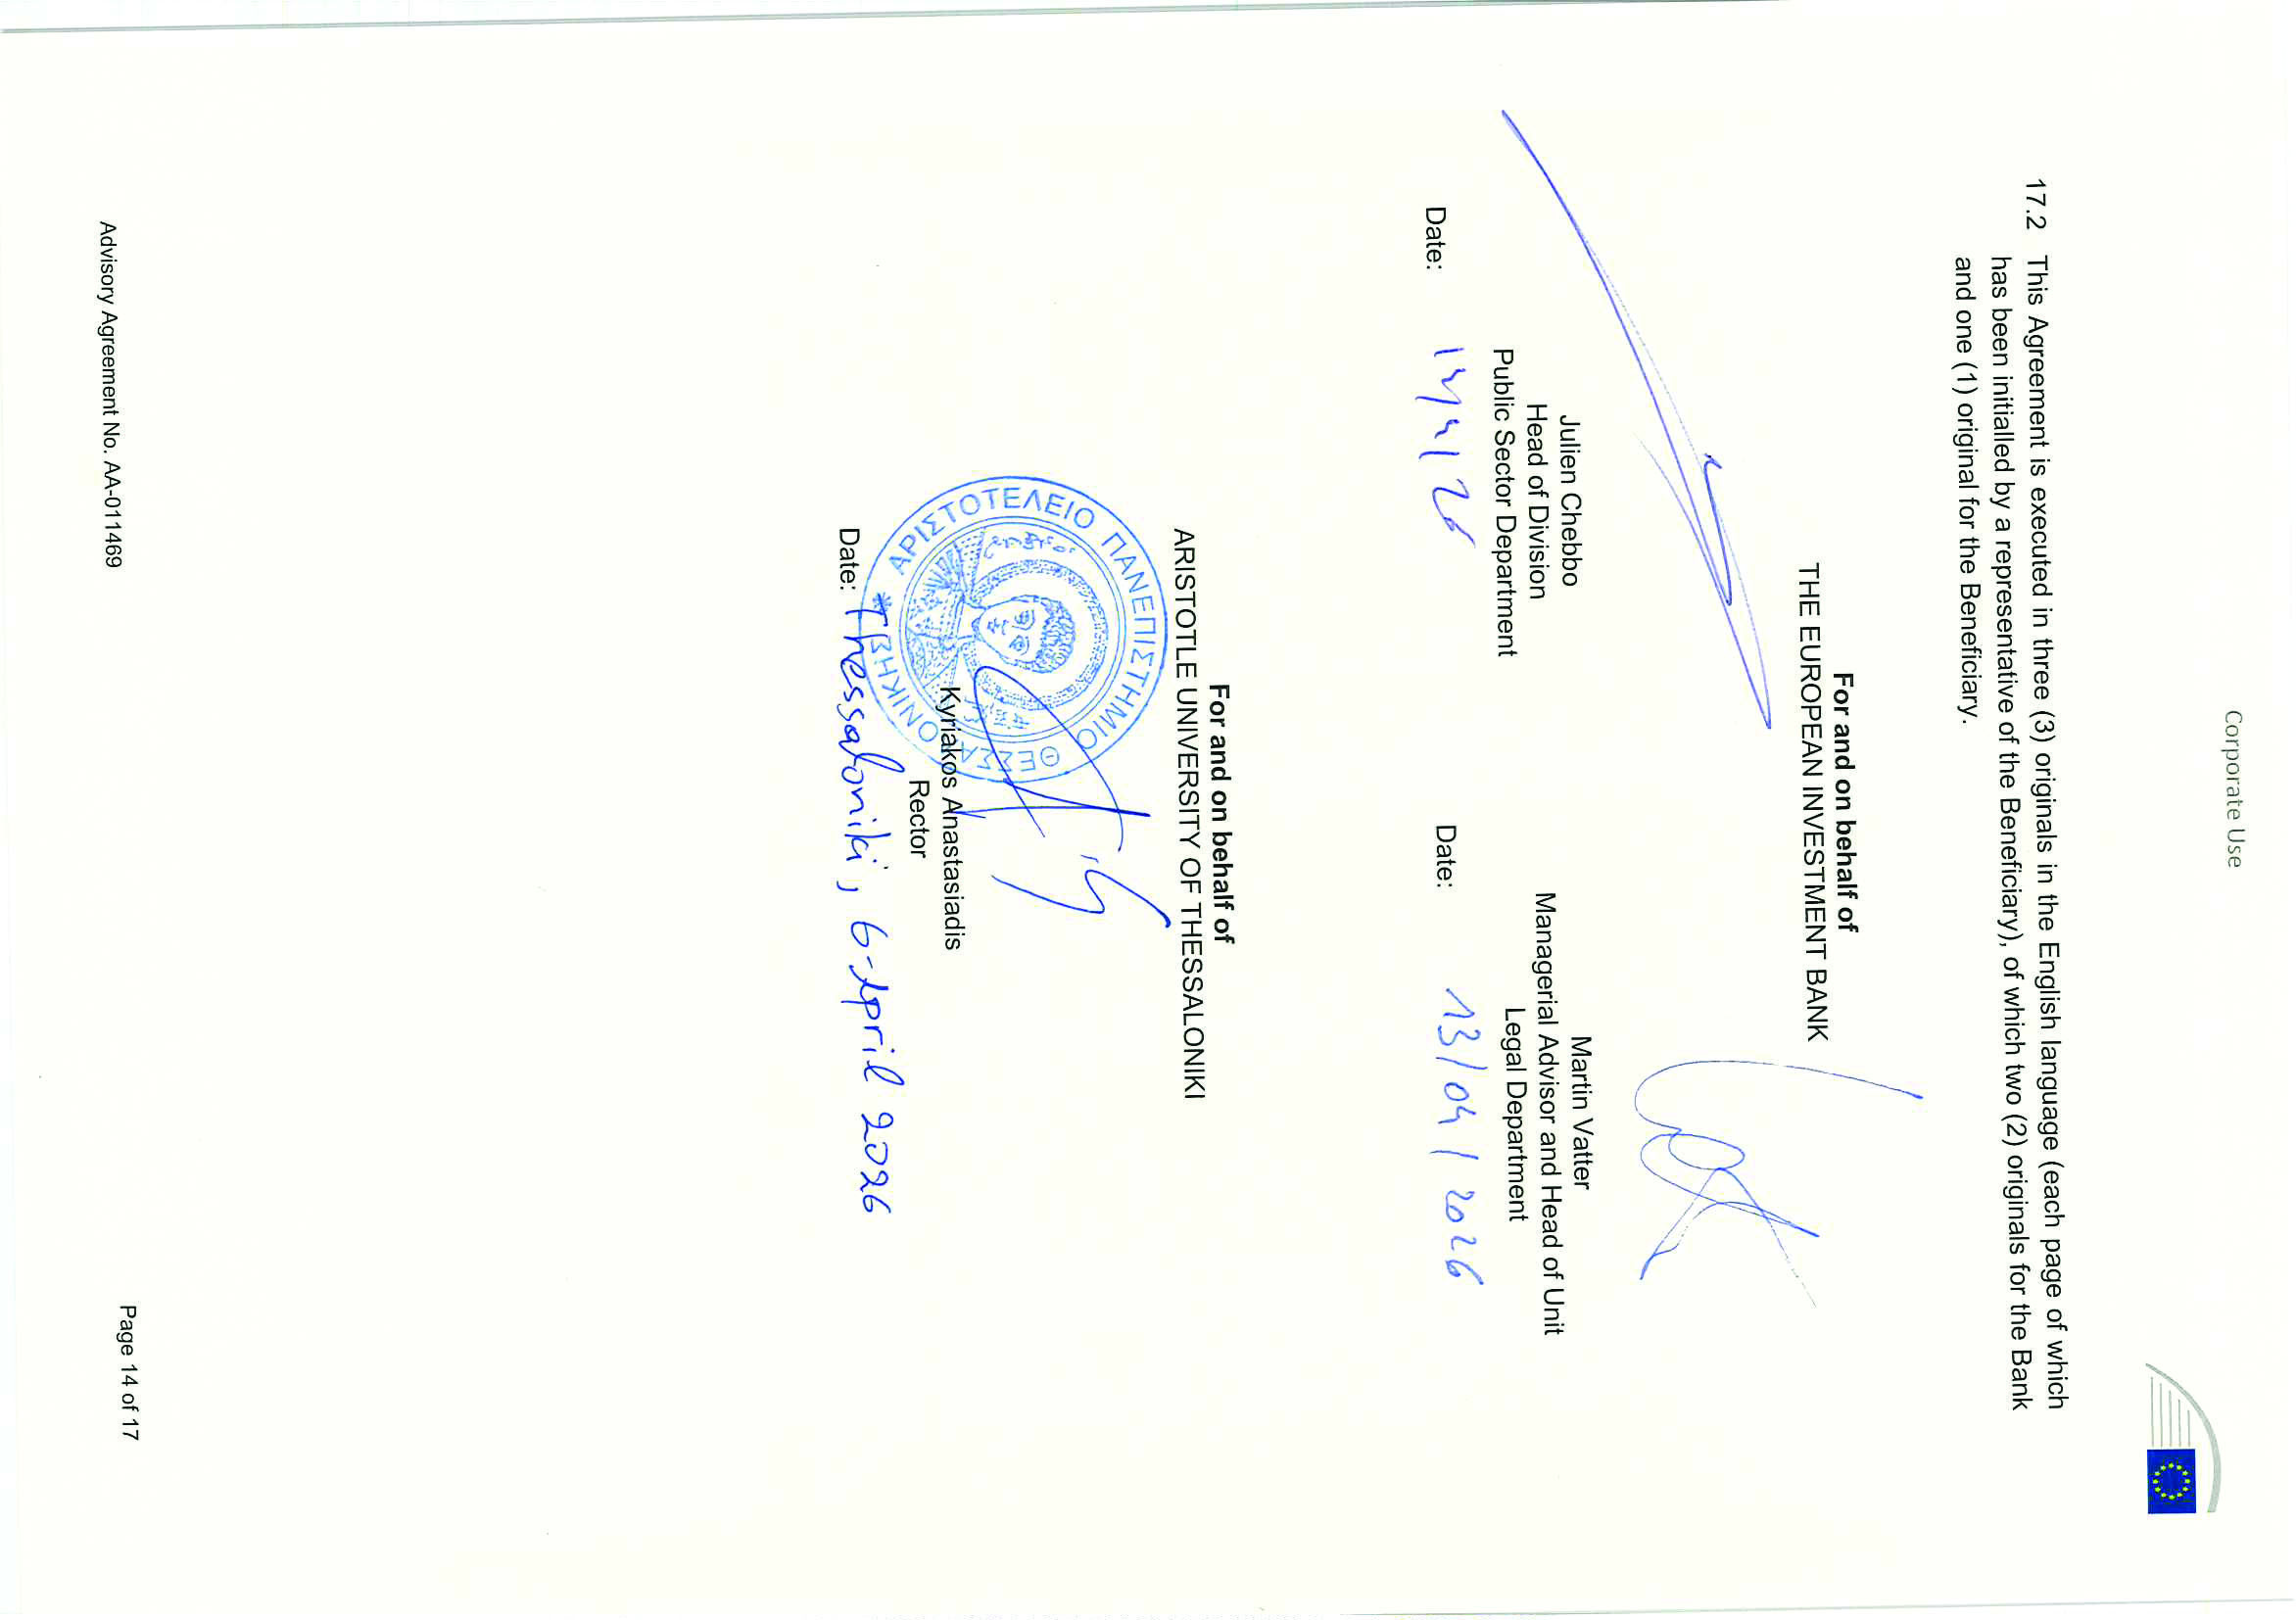 Corporate Use
17.2 This Agreement is executed in three (3) originals in the English language (each page of which
has been initialled by a representative of the Beneficiary), of which two (2) originals for the Bank
and one (1) original for the Beneficiary.
For and on behalf of
THE EUROPEAN INVESTMENT BANK
Julien Chebbo
Head of Division
Public Sector Department
Martin Vatter
Managerial Advisor and Head of Unit
Legal Department
Date:
Date: 13/04/2026
For and on behalf of
ARISTOTLE UNIVERSITY OF THESSALONIKI
ΑΡΙΣΤΟΤΕΛΕΙΟ ΠΑΝΕΠΙΣΤΗΜΙΟ ΘΕΣΣΑΛΟΝΙΚΗΣ
Kyriakos Anastasiadis
Rector
Date: Thessaloniki, 6 April 2026
Advisory Agreement No. AA-011469
Page 14 of 17